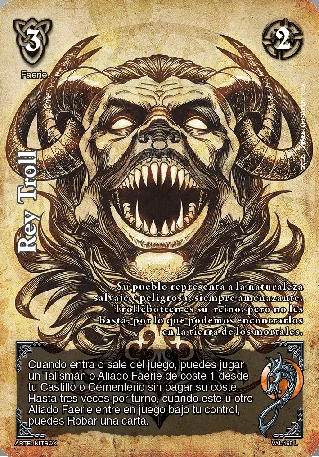 3
2
Faerie
Rey Troll
Su pueblo representa a la naturaleza
salvaje, peligrosa, siempre amenazante.
Trollebotten es su reino, pero no les
basta, por lo que podemos encontrarlos
en la tierra de los mortales.
Cuando entra o sale del juego, puedes jugar
un Talismán o Aliado Faerie de coste 1 desde
tu Castillo o Cementerio sin pagar su coste.
Hasta tres veces por turno, cuando este u otro
Aliado Faerie entre en juego bajo tu control,
puedes Robar una carta.